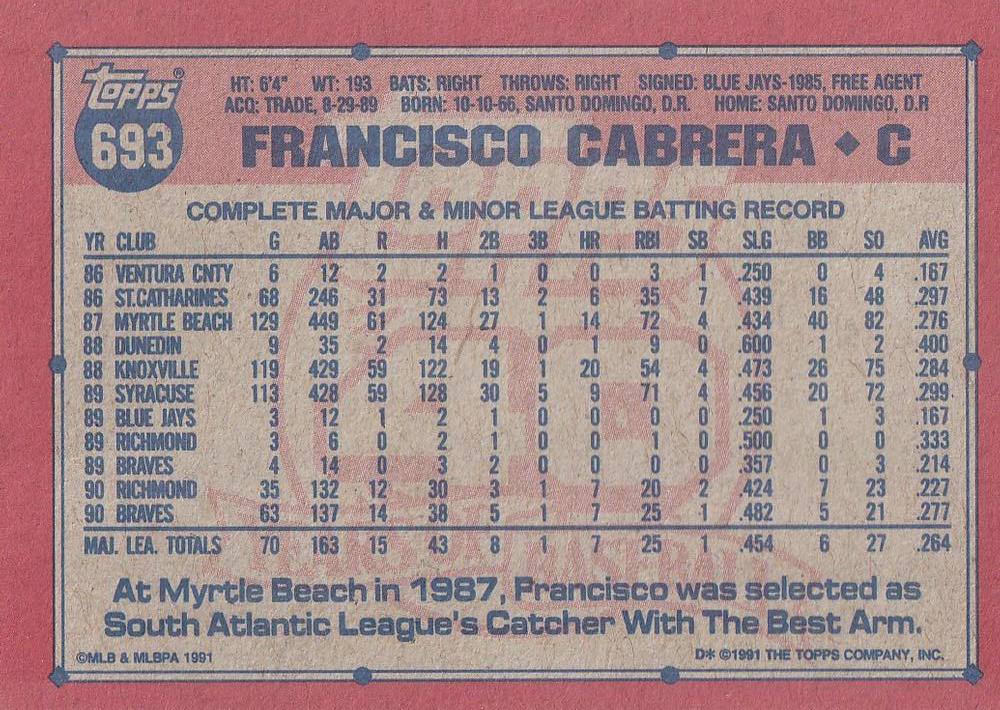 Topps®
693
HT: 6'4" WT: 193 BATS: RIGHT THROWS: RIGHT SIGNED: BLUE JAYS-1985, FREE AGENT
ACQ: TRADE, 8-29-89 BORN: 10-10-66, SANTO DOMINGO, D.R. HOME: SANTO DOMINGO, D.R
FRANCISCO CABRERA ◆ C
COMPLETE MAJOR & MINOR LEAGUE BATTING RECORD
YR CLUB G AB R H 2B 3B HR RBI SB SLG BB SO AVG
86 VENTURA CNTY 6 12 2 2 1 0 0 3 1 .250 0 4 .167
86 ST.CATHARINES 68 246 31 73 13 2 6 35 7 .439 16 48 .297
87 MYRTLE BEACH 129 449 61 124 27 1 14 72 4 .434 40 82 .276
88 DUNEDIN 9 35 2 14 4 0 1 9 0 .600 1 2 .400
88 KNOXVILLE 119 429 59 122 19 1 20 54 4 .473 26 75 .284
89 SYRACUSE 113 428 59 128 30 5 9 71 4 .456 20 72 .299
89 BLUE JAYS 3 12 1 2 1 0 0 0 0 .250 1 3 .167
89 RICHMOND 3 6 0 2 1 0 0 1 0 .500 0 0 .333
89 BRAVES 4 14 0 3 2 0 0 0 0 .357 0 3 .214
90 RICHMOND 35 132 12 30 3 1 7 20 2 .424 7 23 .227
90 BRAVES 63 137 14 38 5 1 7 25 1 .482 5 21 .277
MAJ. LEA. TOTALS 70 163 15 43 8 1 7 25 1 .454 6 27 .264
At Myrtle Beach in 1987, Francisco was selected as
South Atlantic League's Catcher With The Best Arm.
©MLB & MLBPA 1991
D* ©1991 THE TOPPS COMPANY, INC.